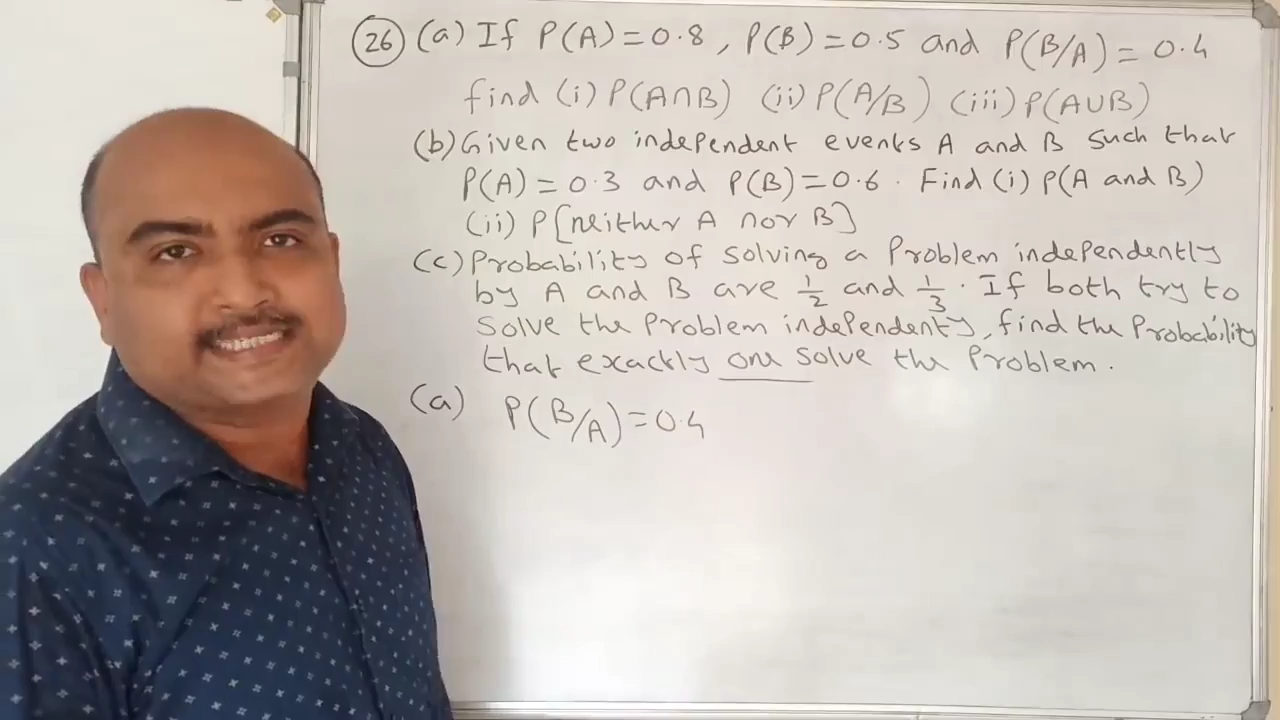 26 (a) If P(A) = 0.8, P(B) = 0.5 and P(B/A) = 0.4
find (i) P(A∩B) (ii) P(A/B) (iii) P(A∪B)
(b) Given two independent events A and B such that
P(A) = 0.3 and P(B) = 0.6. Find (i) P(A and B)
(ii) P[neither A nor B]
(c) Probability of solving a Problem independently
by A and B are 1/2 and 1/3. If both try to
solve the Problem independenty, find the Probability
that exactly one solve the Problem.
(a) P(B/A) = 0.4